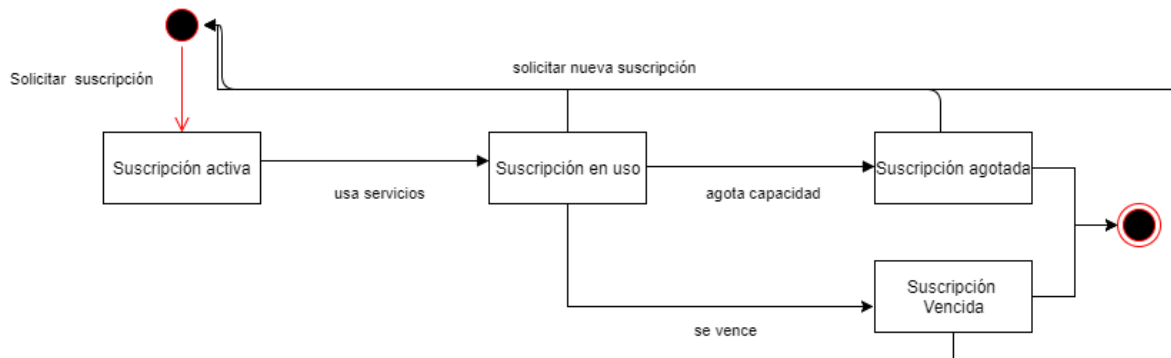 solicitar nueva suscripción
Solicitar suscripción
Suscripción activa
Suscripción en uso
Suscripción agotada
usa servicios
agota capacidad
Suscripción
Vencida
se vence